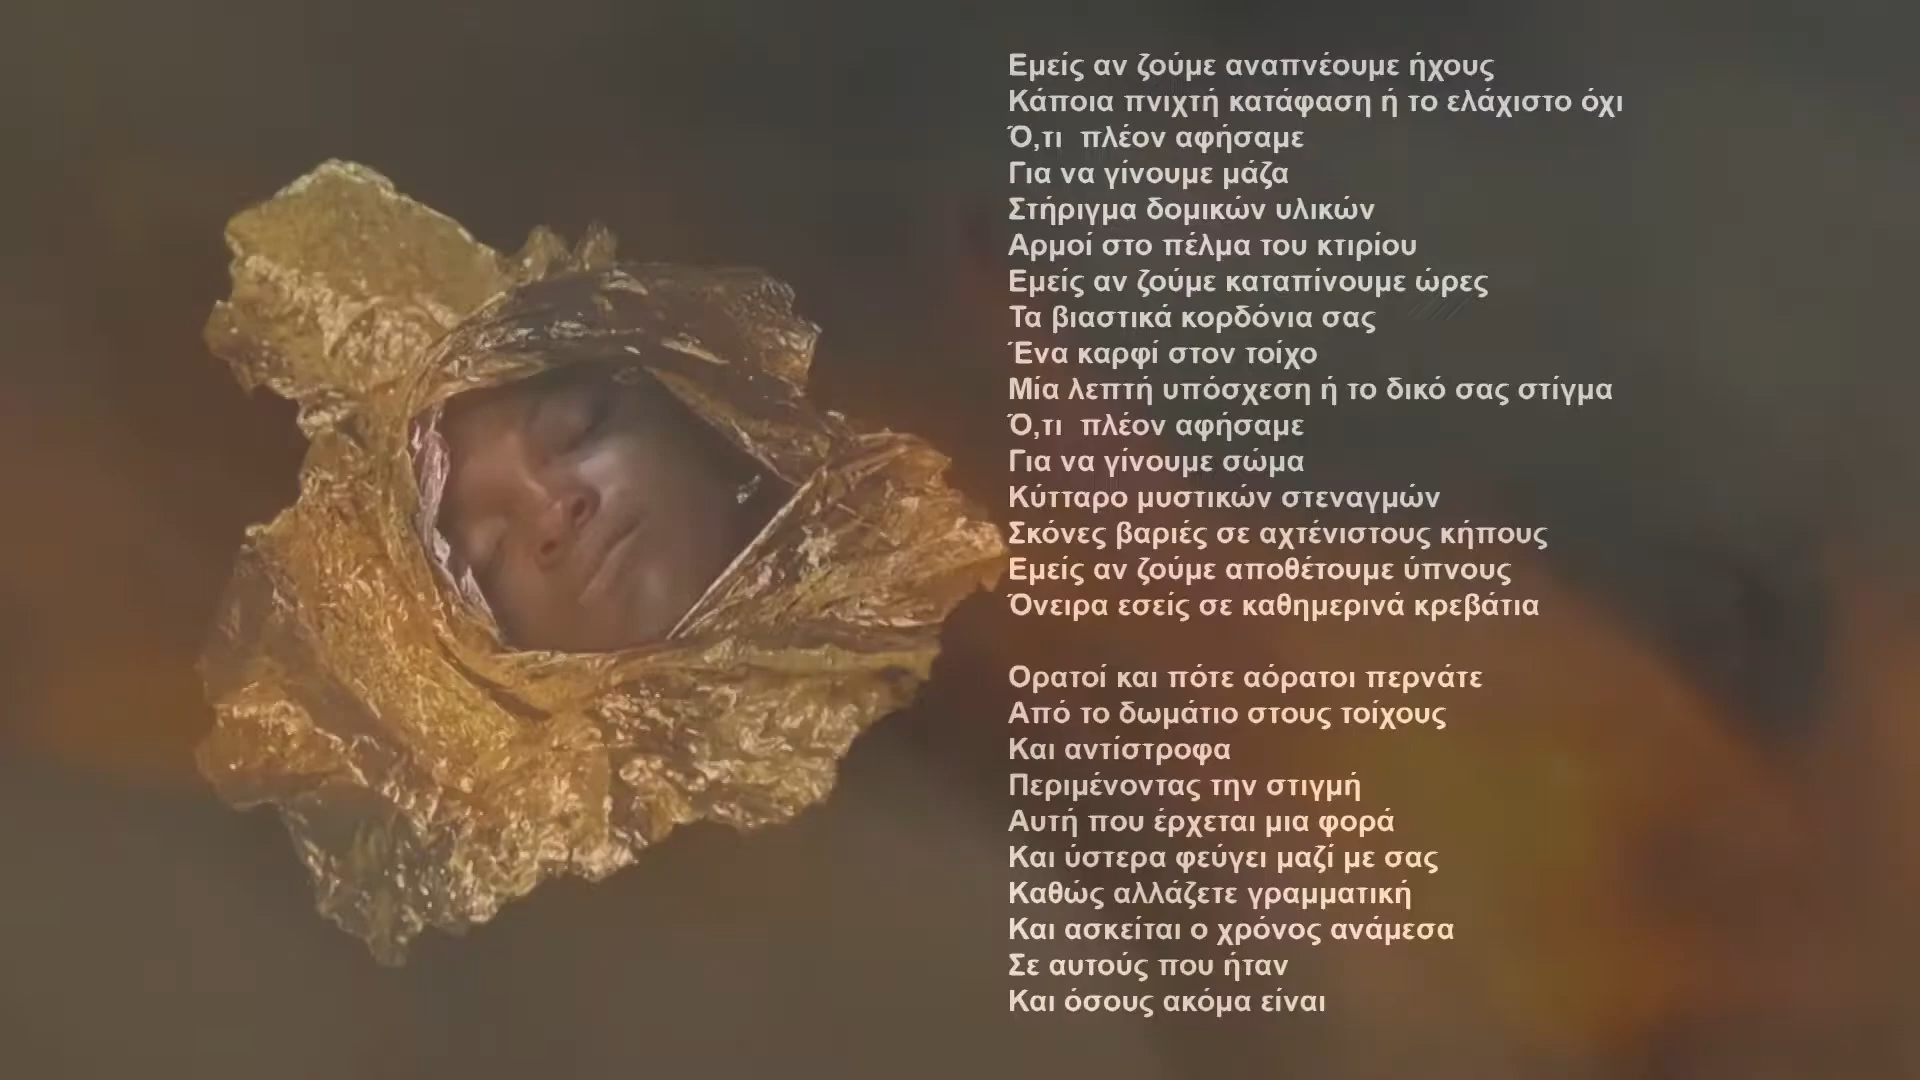 Εμείς αν ζούμε αναπνέουμε ήχους
Κάποια πνιχτή κατάφαση ή το ελάχιστο όχι
Ό,τι  πλέον αφήσαμε
Για να γίνουμε μάζα
Στήριγμα δομικών υλικών
Αρμοί στο πέλμα του κτιρίου
Εμείς αν ζούμε καταπίνουμε ώρες
Τα βιαστικά κορδόνια σας
Ένα καρφί στον τοίχο
Μία λεπτή υπόσχεση ή το δικό σας στίγμα
Ό,τι  πλέον αφήσαμε
Για να γίνουμε σώμα
Κύτταρο μυστικών στεναγμών
Σκόνες βαριές σε αχτένιστους κήπους
Εμείς αν ζούμε αποθέτουμε ύπνους
Όνειρα εσείς σε καθημερινά κρεβάτια

Ορατοί και πότε αόρατοι περνάτε
Από το δωμάτιο στους τοίχους
Και αντίστροφα
Περιμένοντας την στιγμή
Αυτή που έρχεται μια φορά
Και ύστερα φεύγει μαζί με σας
Καθώς αλλάζετε γραμματική
Και ασκείται ο χρόνος ανάμεσα
Σε αυτούς που ήταν
Και όσους ακόμα είναι